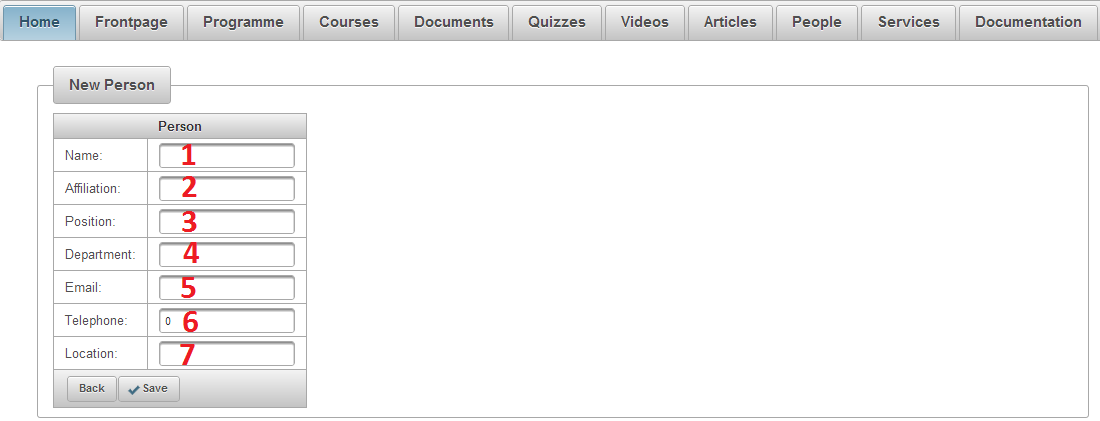 Home Frontpage Programme Courses Documents Quizzes Videos Articles People Services Documentation
New Person
Person
Name: 1
Affiliation: 2
Position: 3
Department: 4
Email: 5
Telephone: 0 6
Location: 7
Back Save